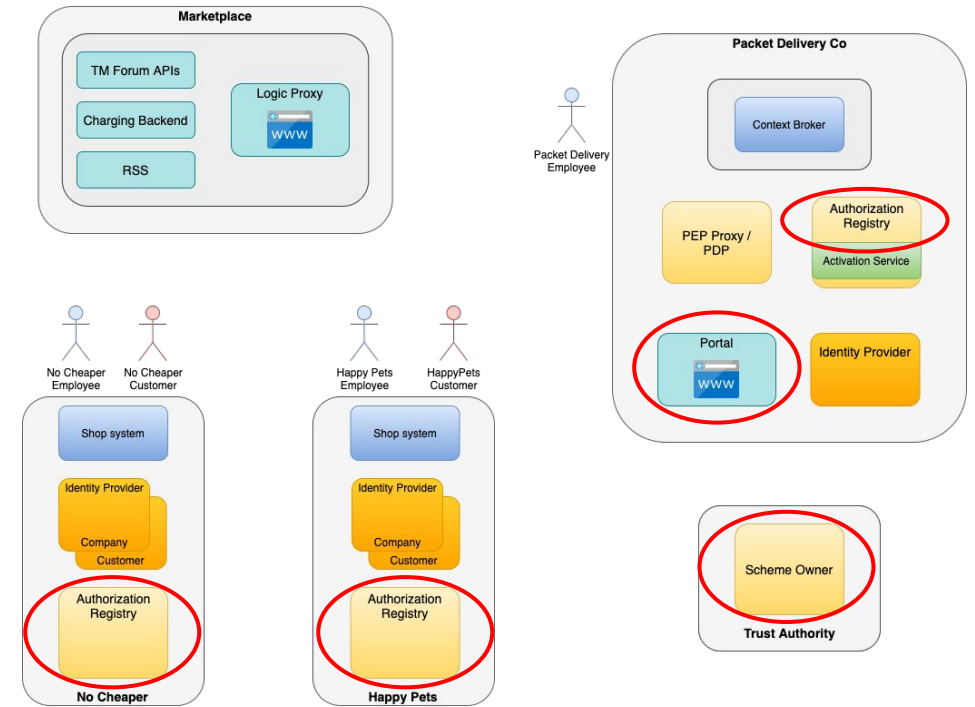 Marketplace
TM Forum APIs
Charging Backend
RSS
Logic Proxy
www
Packet Delivery Co
Context Broker
Packet Delivery
Employee
PEP Proxy /
PDP
Authorization
Registry
Activation Service
Portal
www
Identity Provider
No Cheaper
Employee
No Cheaper
Customer
Shop system
Identity Provider
Company
Customer
Authorization
Registry
No Cheaper
Happy Pets
Employee
HappyPets
Customer
Shop system
Identity Provider
Company
Customer
Authorization
Registry
Happy Pets
Scheme Owner
Trust Authority